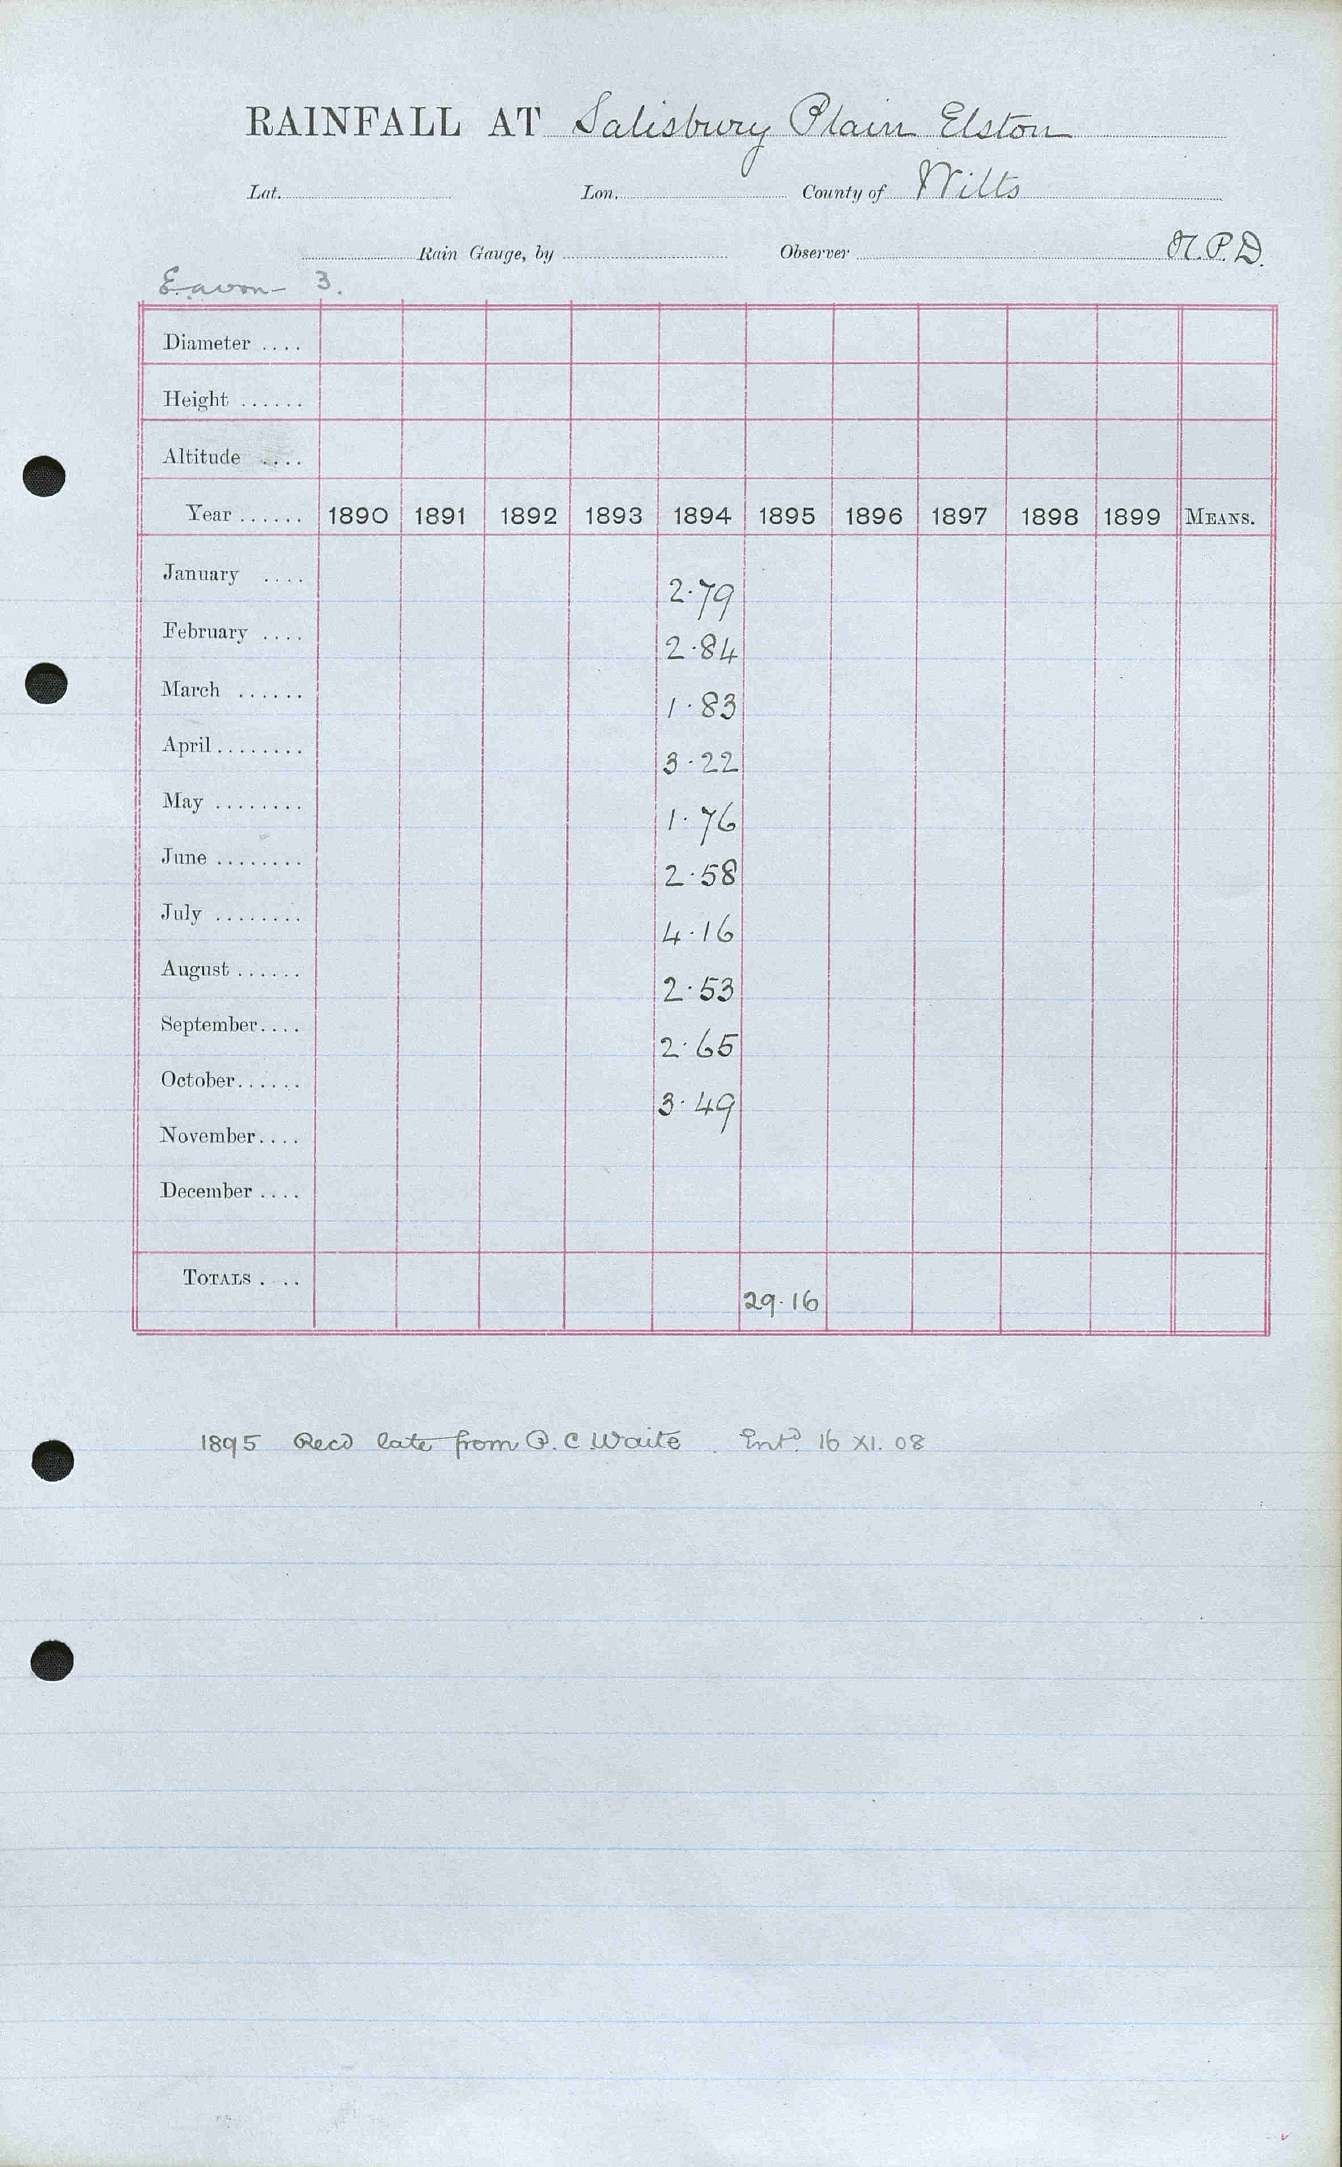 RAINFALL AT Salisbury Plain Elston
Lat. Lon. County of Wilts
Rain Gauge, by Observer N.P.D.
E. avon 3.
Diameter ....
Height ......
Altitude ....
Year ...... 1890 1891 1892 1893 1894 1895 1896 1897 1898 1899 MEANS.
January .... 2.79
February .... 2.84
March ...... 1.83
April ........ 3.22
May ........ 1.76
June ........ 2.58
July ........ 4.16
August ...... 2.53
September .... 2.65
October ...... 3.49
November ....
December ....
TOTALS .... 29.16
1895 Recd late from P.C. Waite. Entd. 16 XI. 08